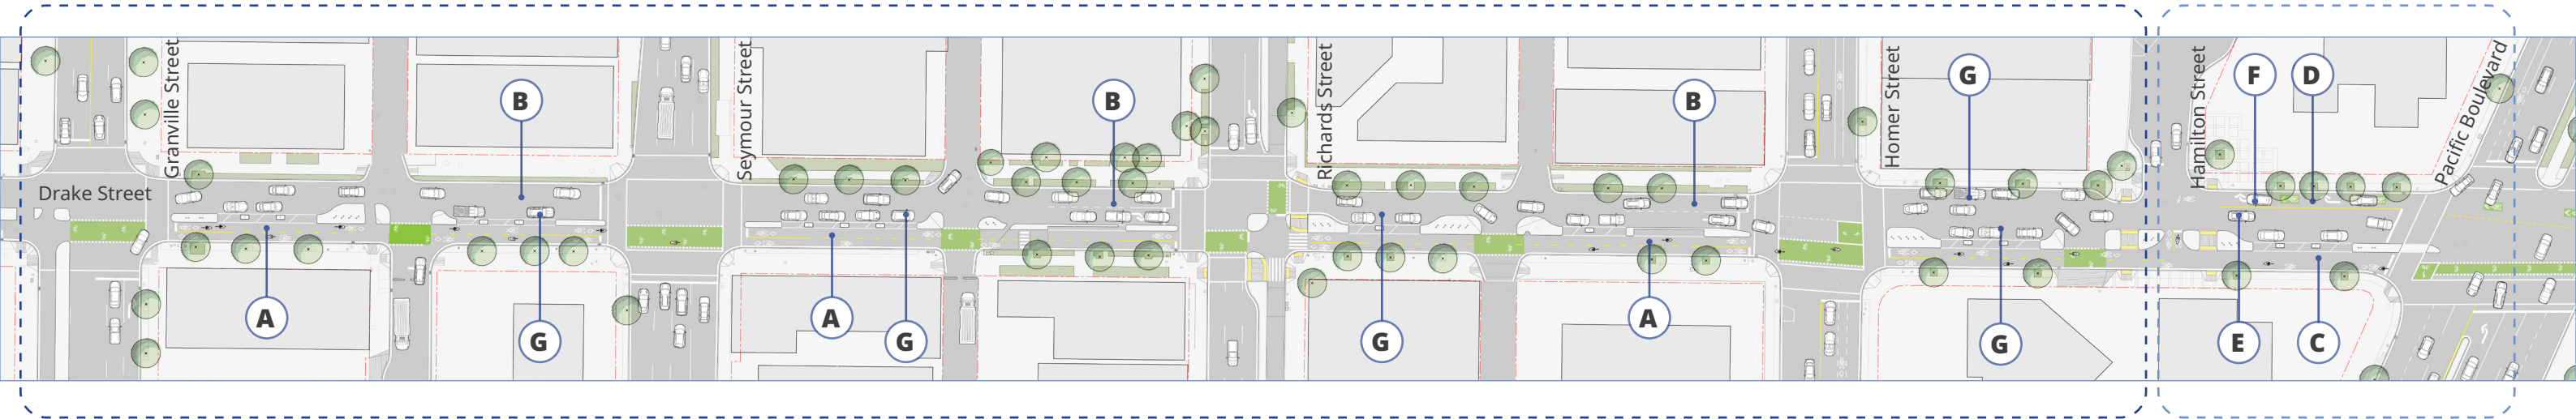 Granville Street
Seymour Street
Richards Street
Homer Street
Hamilton Street
Pacific Boulevard
Drake Street
B
B
B
G
F
D
A
G
A
G
G
A
G
E
C